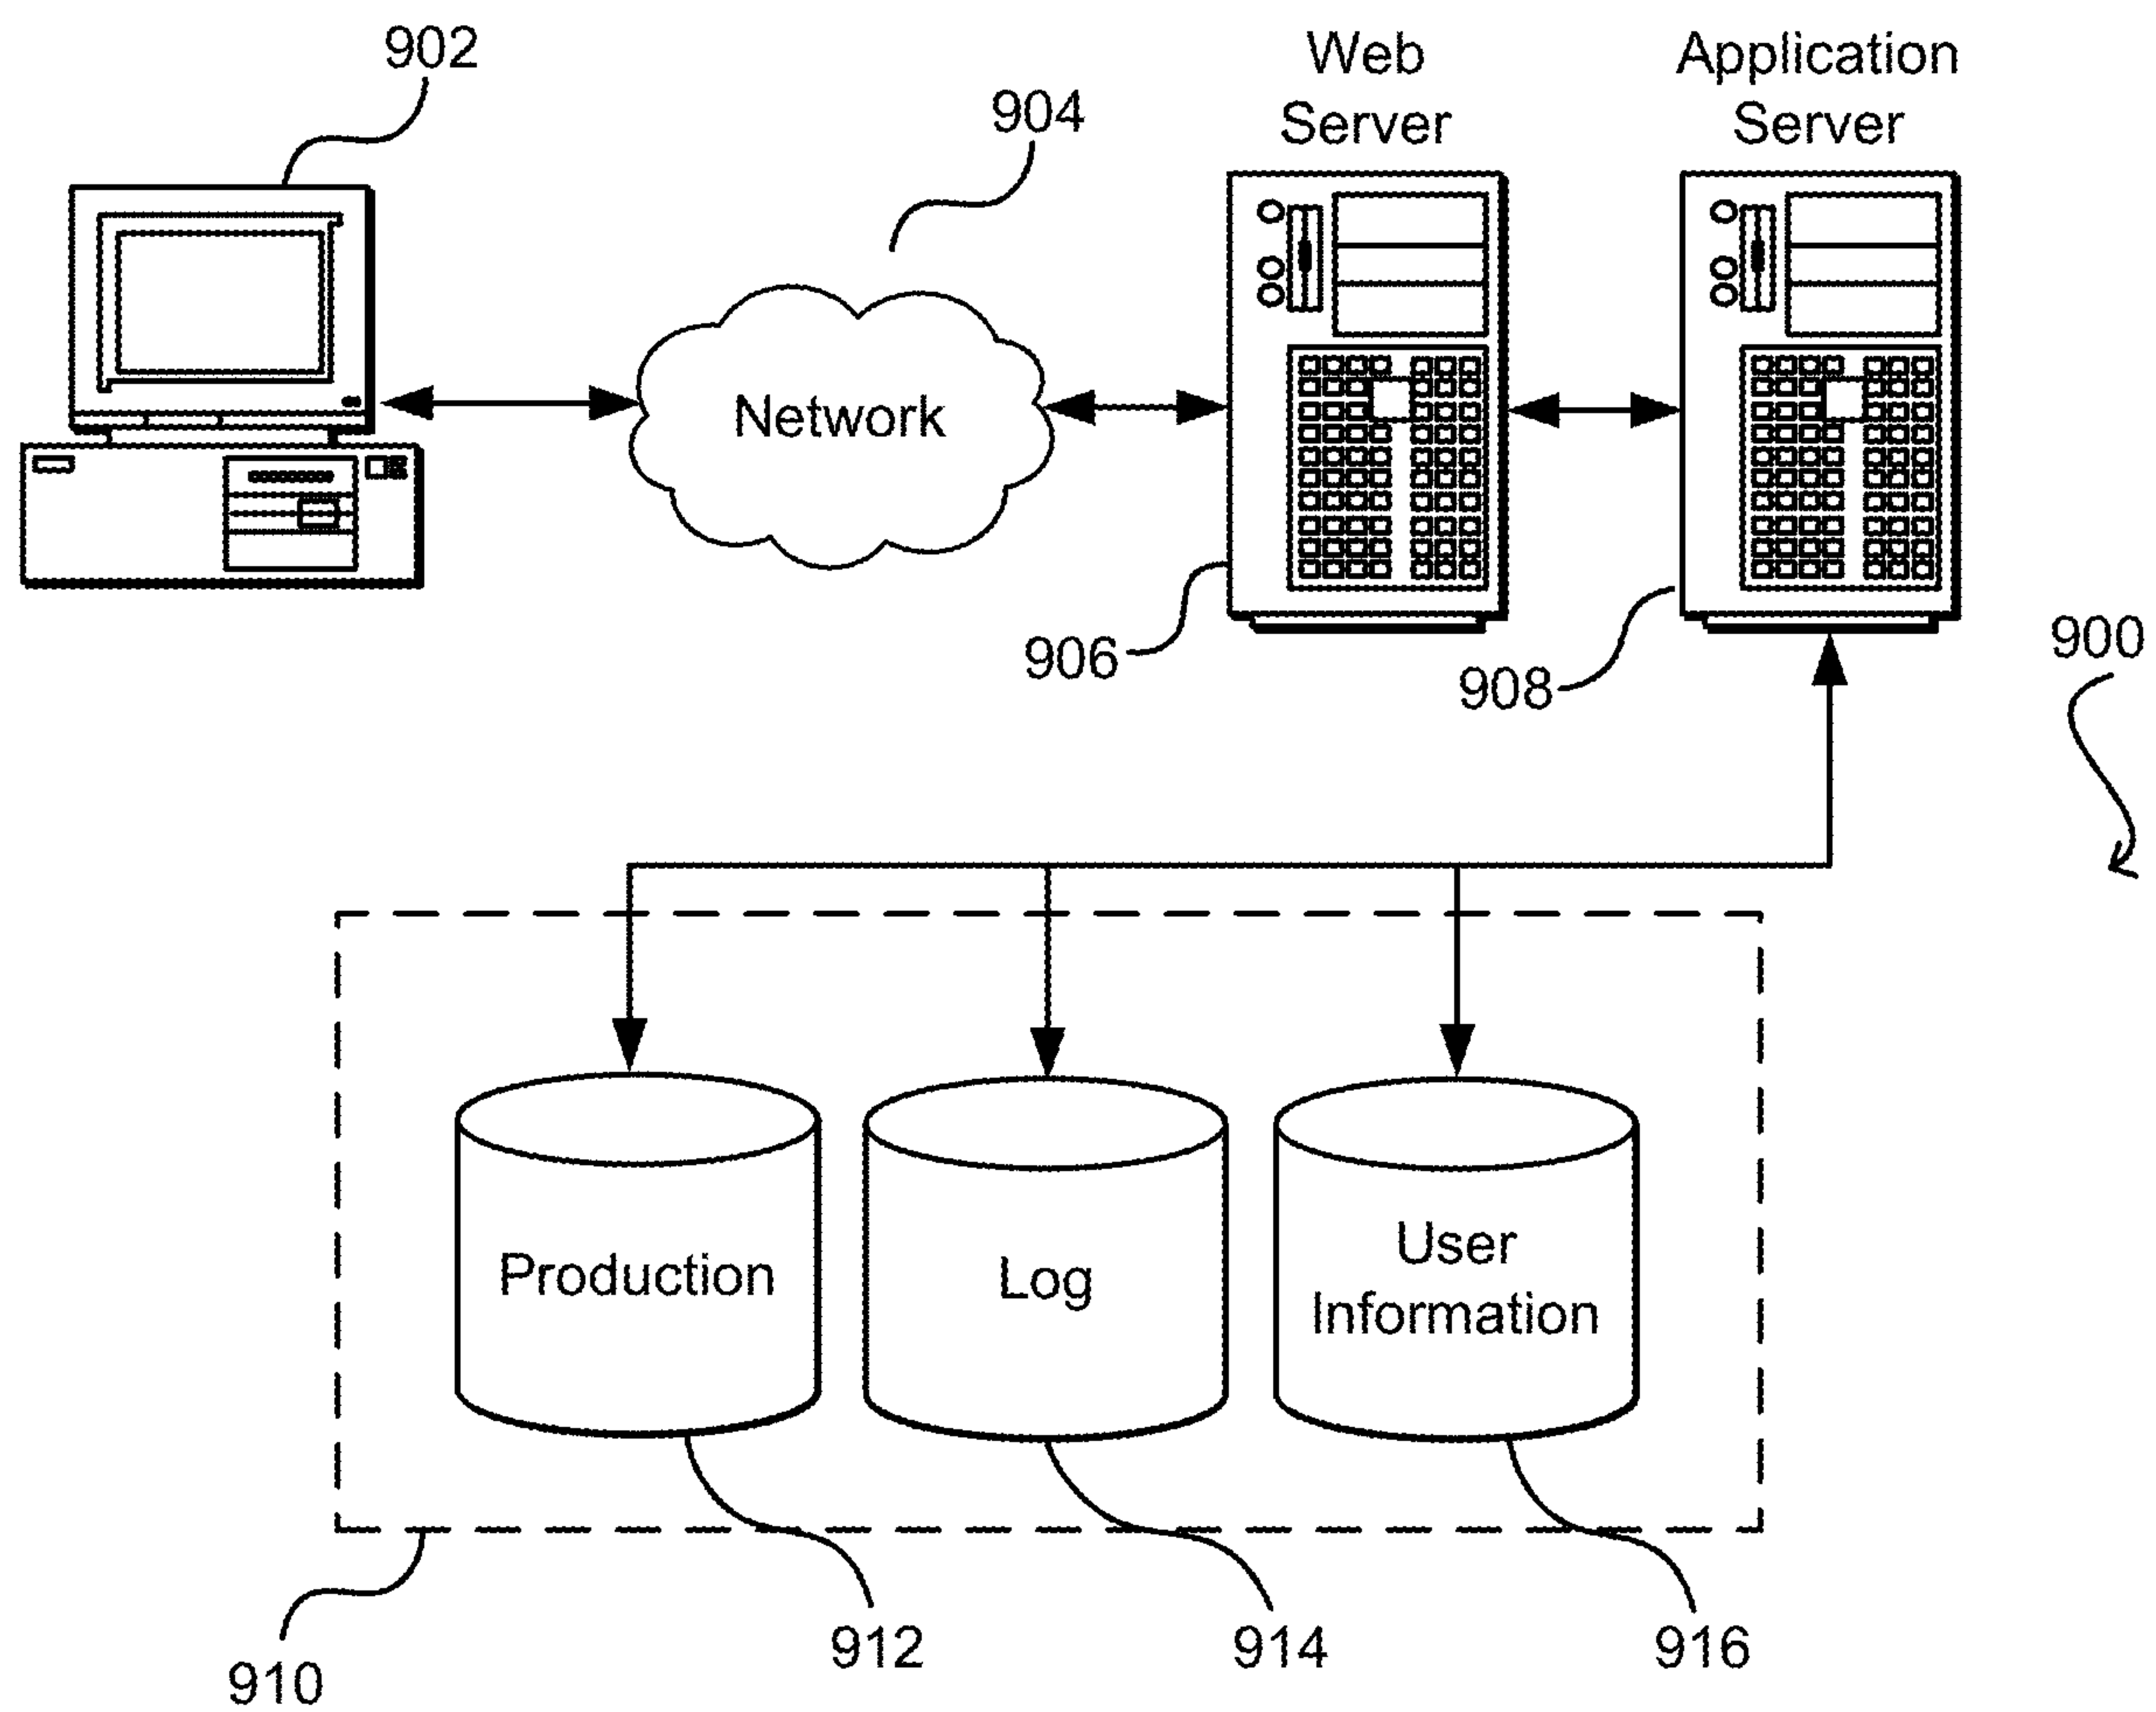 902
904
Web
Server
Application
Server
Network
906
908
900
Production
Log
User
Information
910
912
914
916